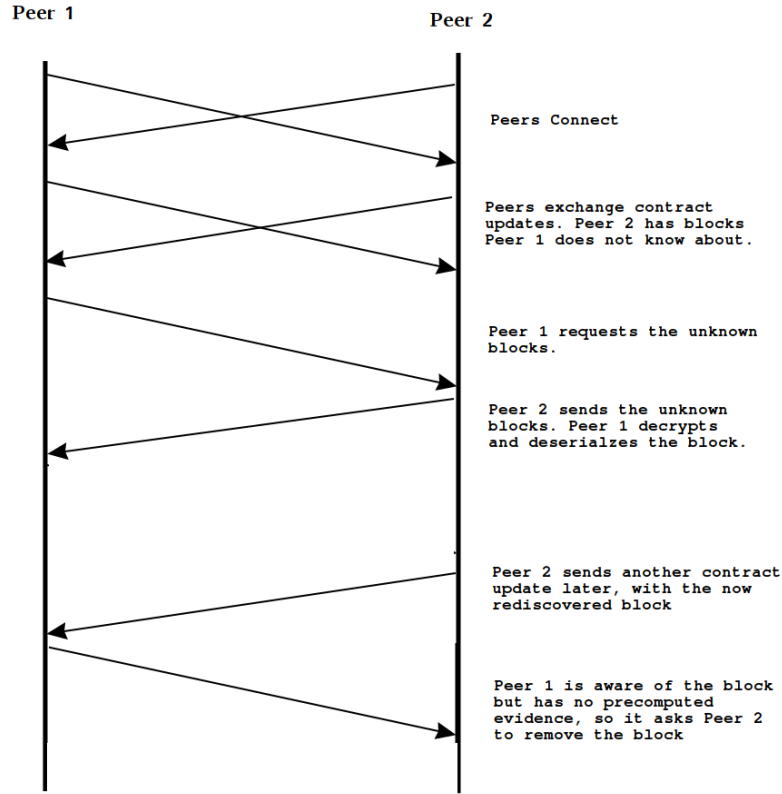 Peer 1
Peer 2
Peers Connect
Peers exchange contract
updates. Peer 2 has blocks
Peer 1 does not know about.
Peer 1 requests the unknown
blocks.
Peer 2 sends the unknown
blocks. Peer 1 decrypts
and deserialzes the block.
Peer 2 sends another contract
update later, with the now
rediscovered block
Peer 1 is aware of the block
but has no precomputed
evidence, so it asks Peer 2
to remove the block